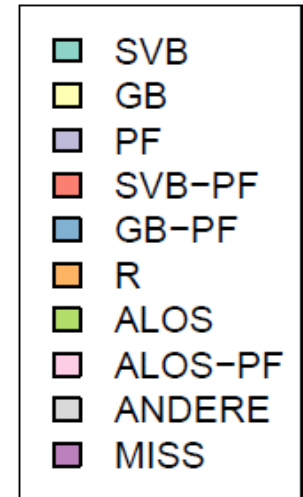 SVB
GB
PF
SVB-PF
GB-PF
R
ALOS
ALOS-PF
ANDERE
MISS